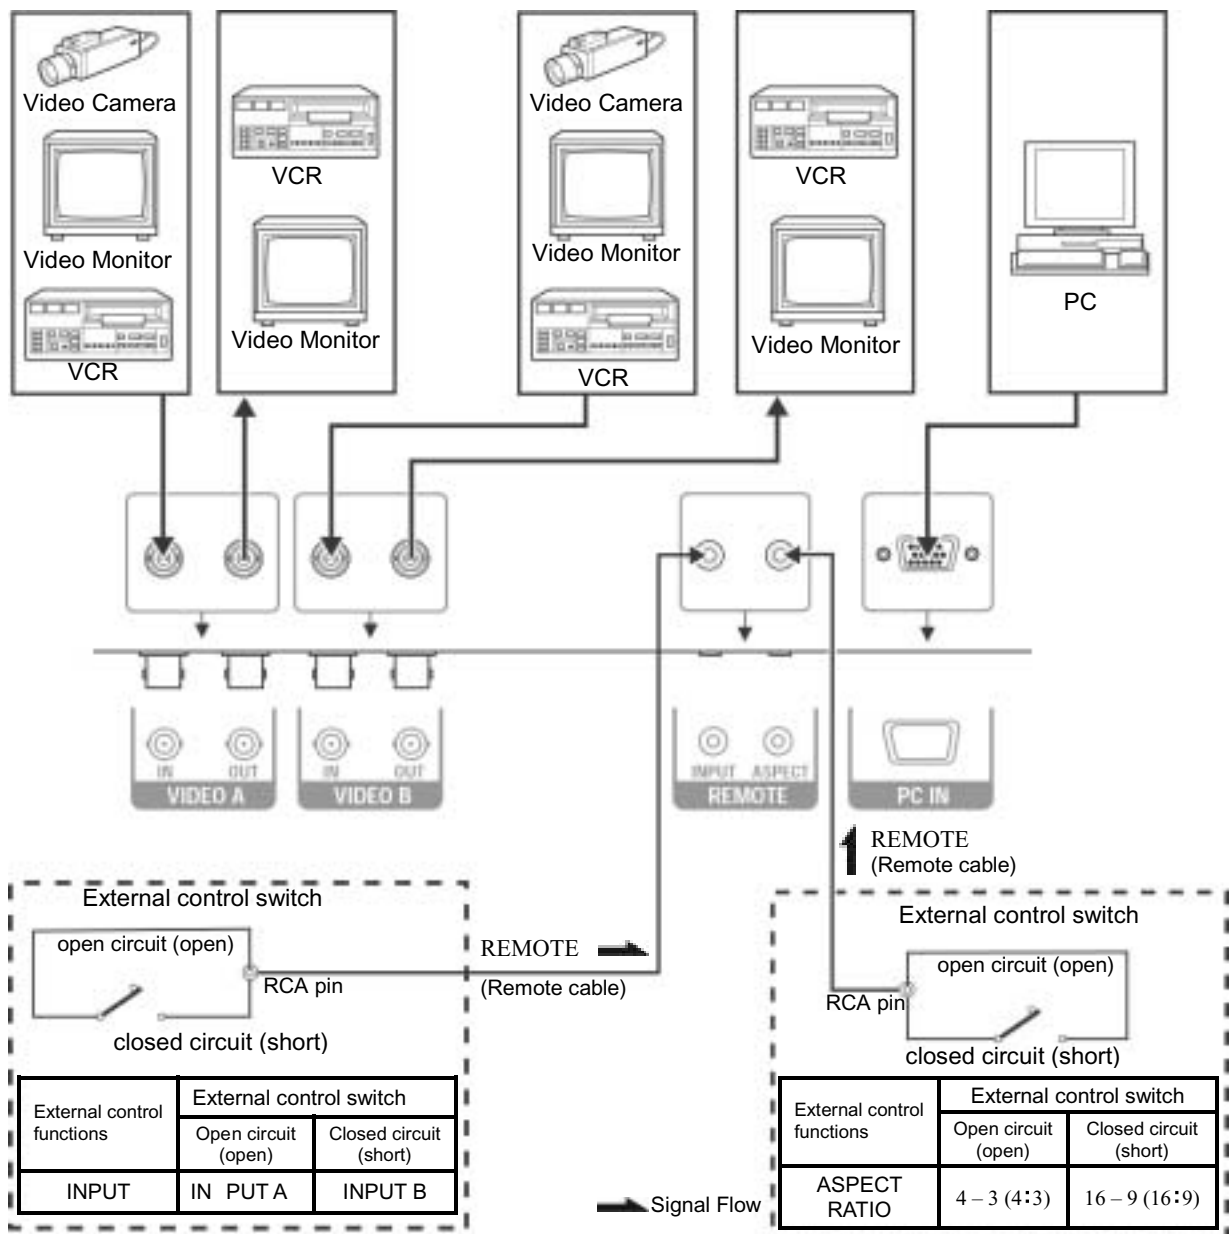 Video Camera
Video Monitor
VCR
VCR
Video Monitor
Video Camera
Video Monitor
VCR
VCR
Video Monitor
PC
IN OUT
VIDEO A
IN OUT
VIDEO B
INPUT ASPECT
REMOTE
PC IN
REMOTE
(Remote cable)
External control switch
open circuit (open)
RCA pin
closed circuit (short)
REMOTE
(Remote cable)
External control functions
External control switch
Open circuit (open)
Closed circuit (short)
INPUT
IN PUT A
INPUT B
Signal Flow
External control switch
open circuit (open)
RCA pin
closed circuit (short)
External control functions
External control switch
Open circuit (open)
Closed circuit (short)
ASPECT RATIO
4 – 3 (4:3)
16 – 9 (16:9)